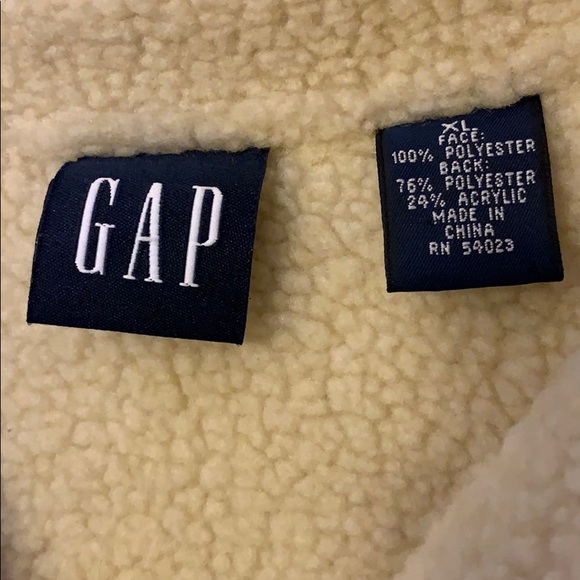 GAP
XL
FACE:
100% POLYESTER
BACK:
76% POLYESTER
24% ACRYLIC
MADE IN
CHINA
RN 54023